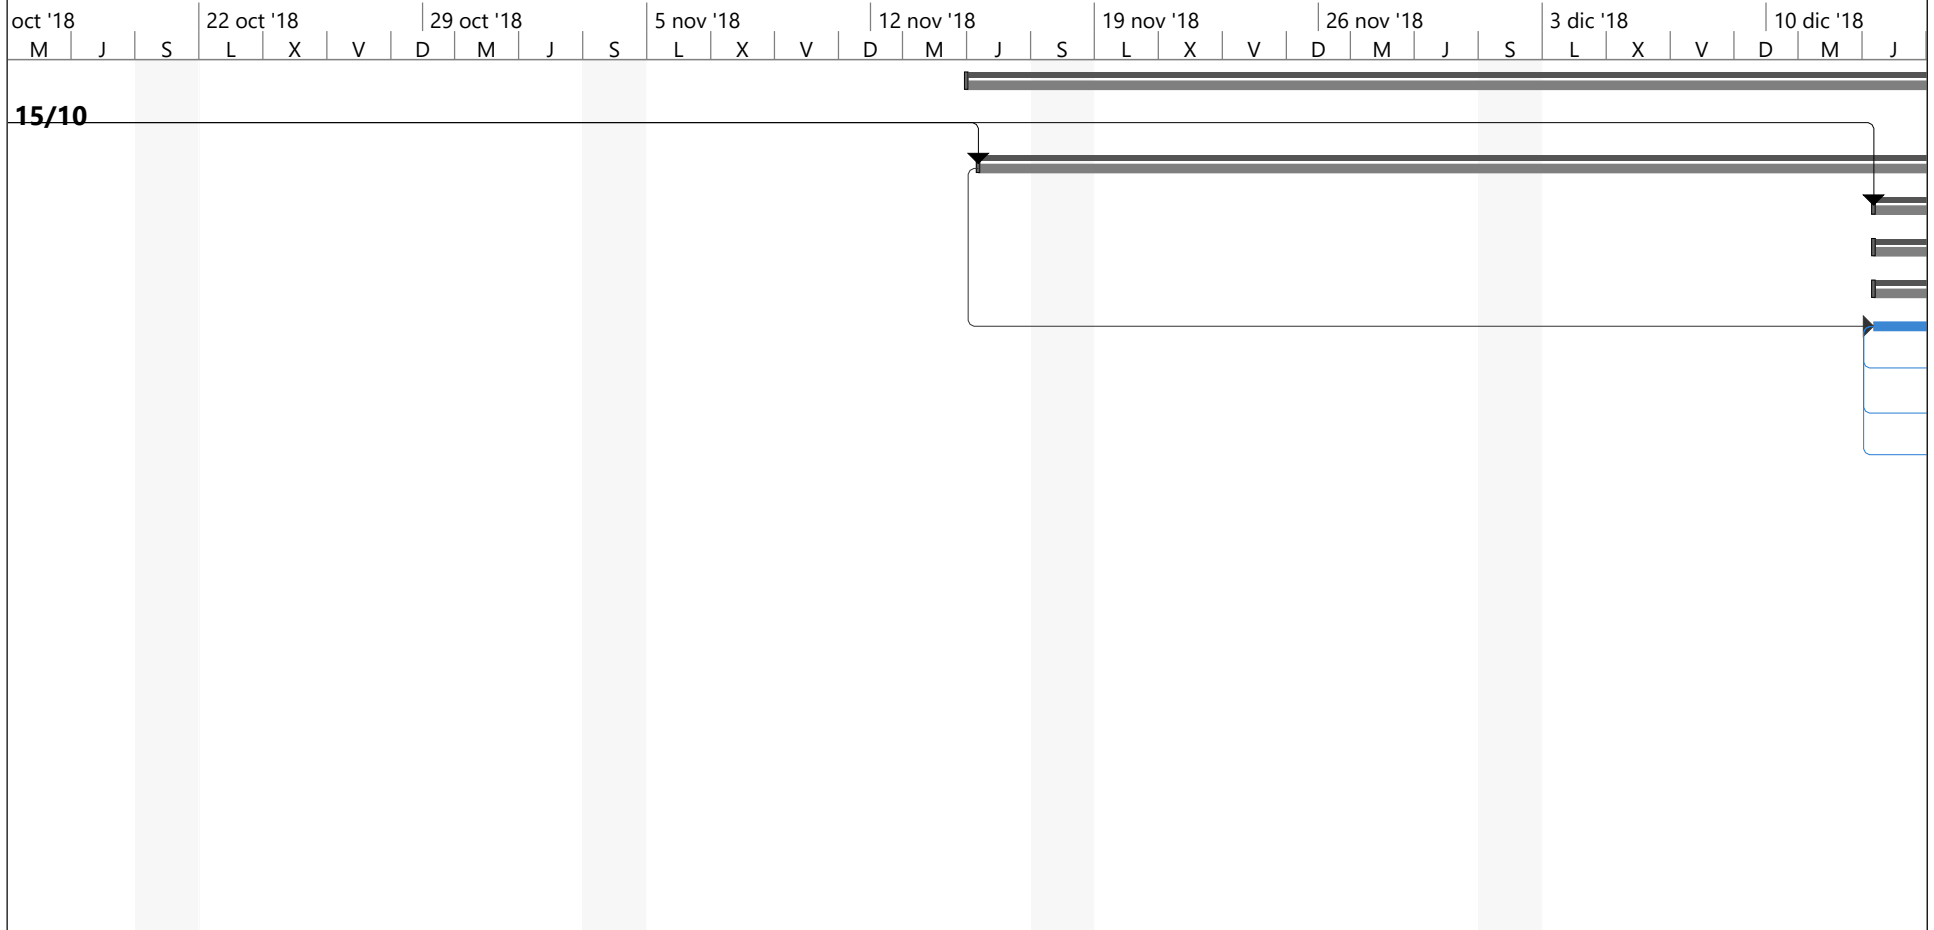 oct '18 22 oct '18 29 oct '18 5 nov '18 12 nov '18 19 nov '18 26 nov '18 3 dic '18 10 dic '18
M J S L X V D M J S L X V D M J S L X V D M J S L X V D M J
15/10